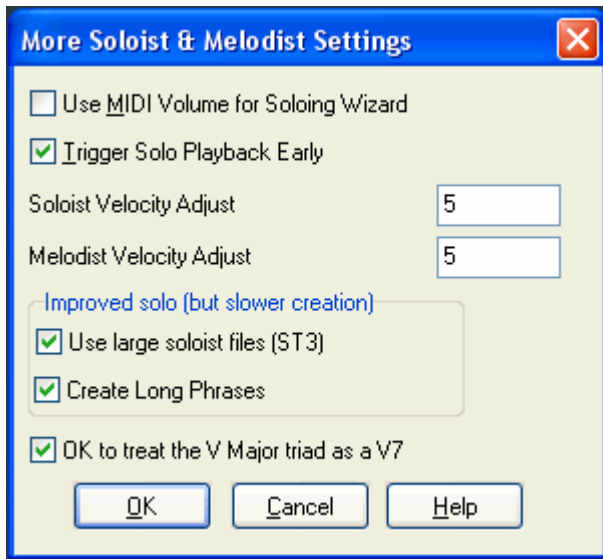 More Soloist & Melodist Settings
Use MIDI Volume for Soloing Wizard
Trigger Solo Playback Early
Soloist Velocity Adjust 5
Melodist Velocity Adjust 5
Improved solo (but slower creation)
Use large soloist files (ST3)
Create Long Phrases
OK to treat the V Major triad as a V7
OK Cancel Help